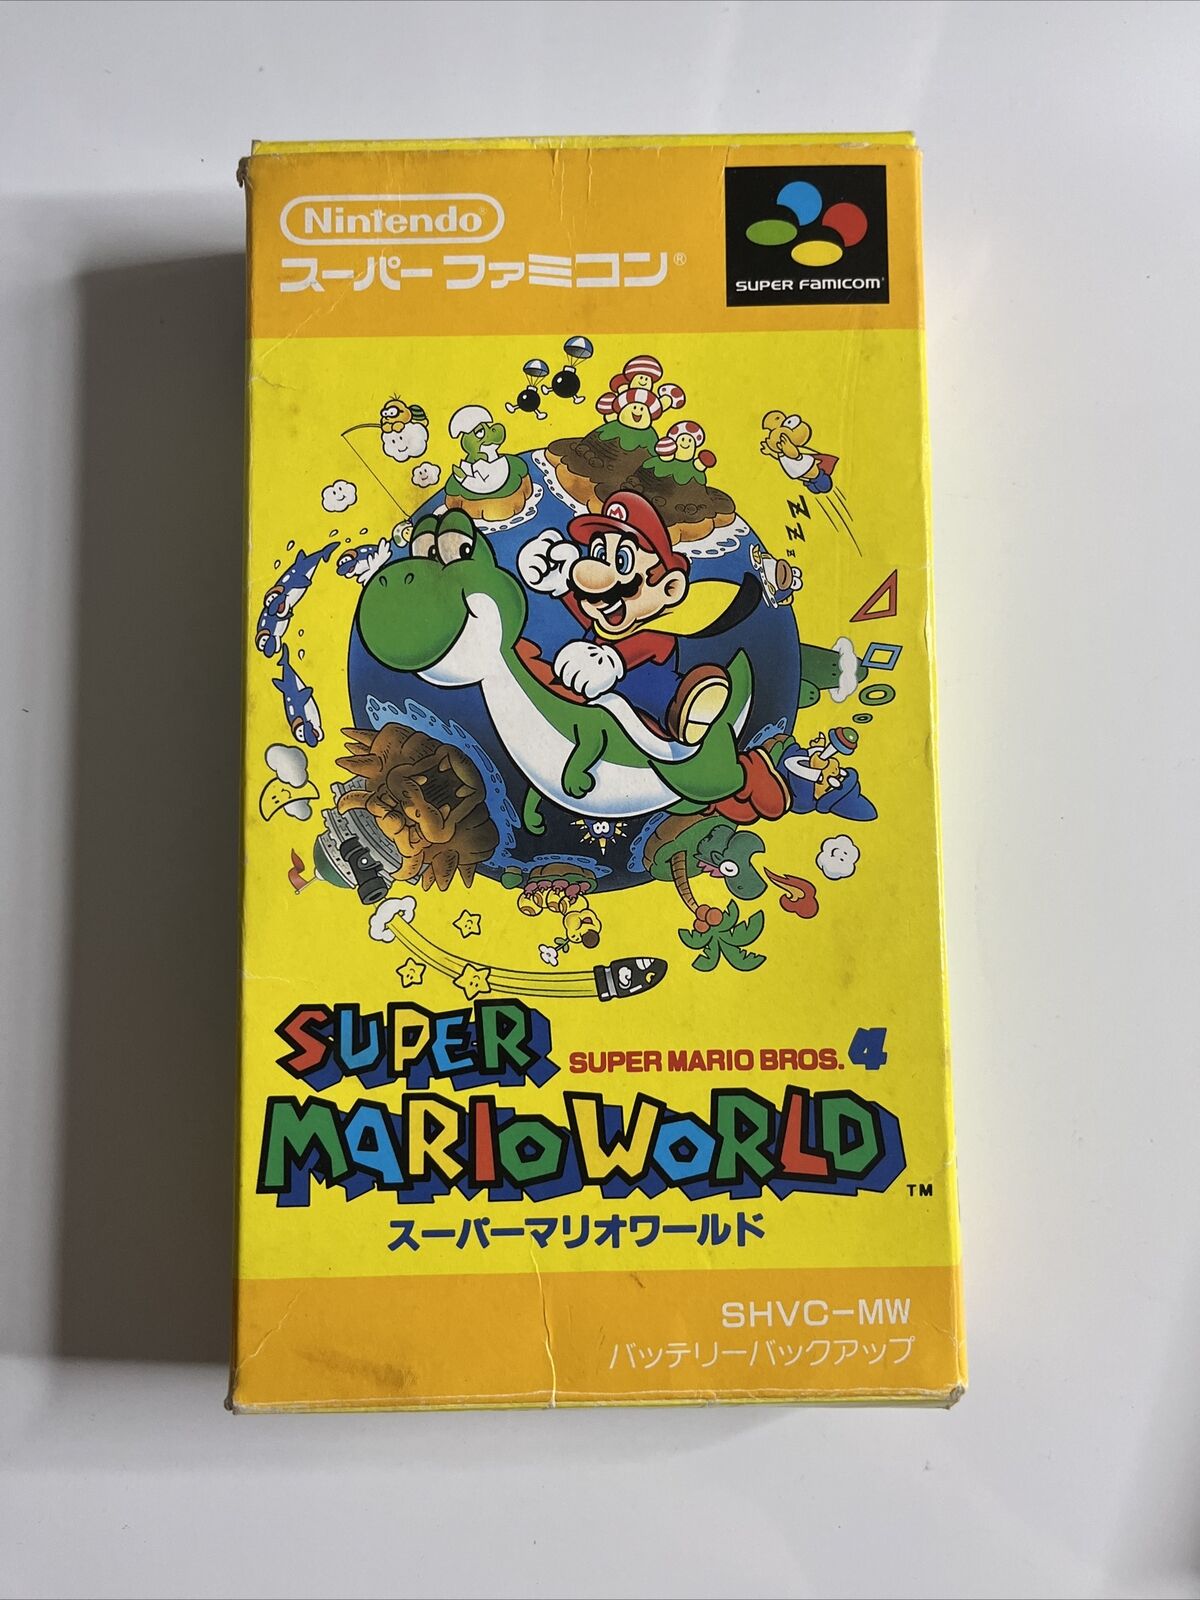 Nintendo®
スーパーファミコン®
SUPER FAMICOM
M
ZZZ
SUPER
SUPER MARIO BROS. 4
MARIO WORLD™
スーパーマリオワールド
SHVC-MW
バッテリーバックアップ